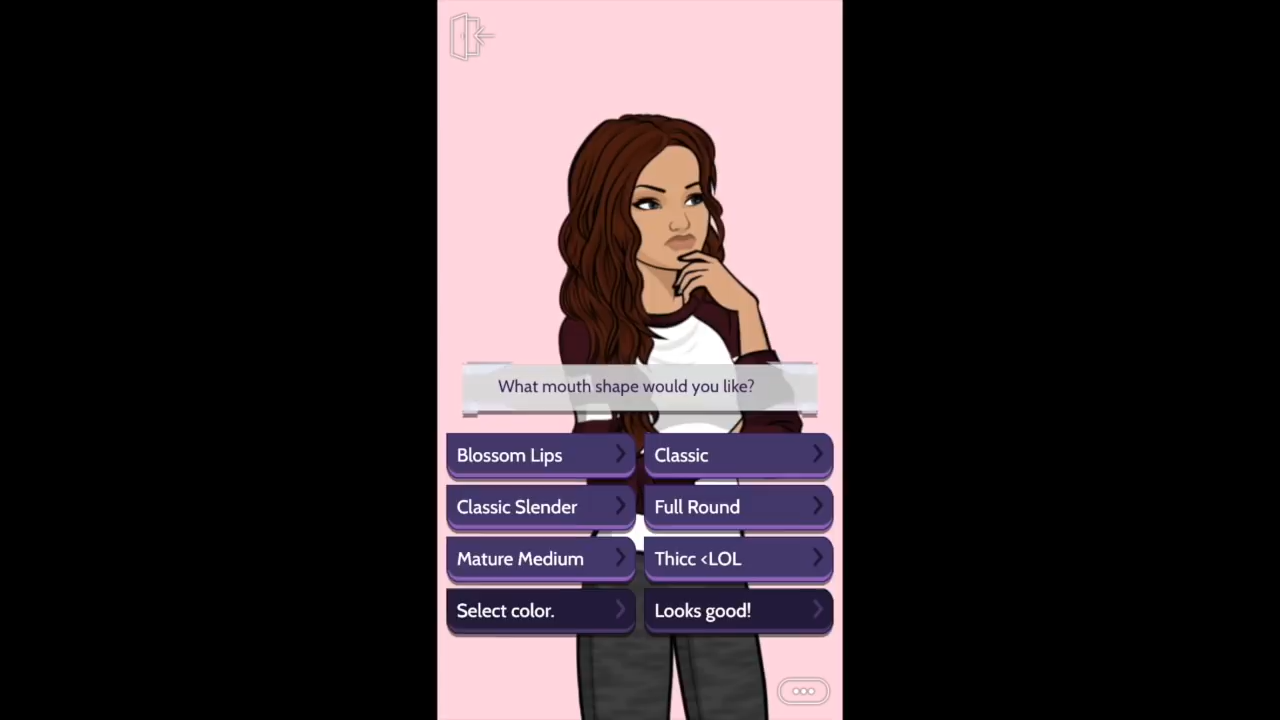 What mouth shape would you like?
Blossom Lips
Classic
Classic Slender
Full Round
Mature Medium
Thicc <LOL
Select color.
Looks good!